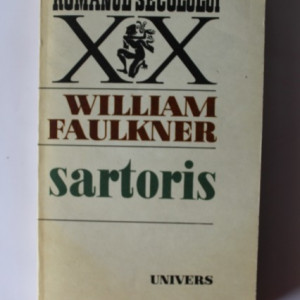 ROMANUL SECOLULUI
XX
WILLIAM
FAULKNER
sartoris
UNIVERS